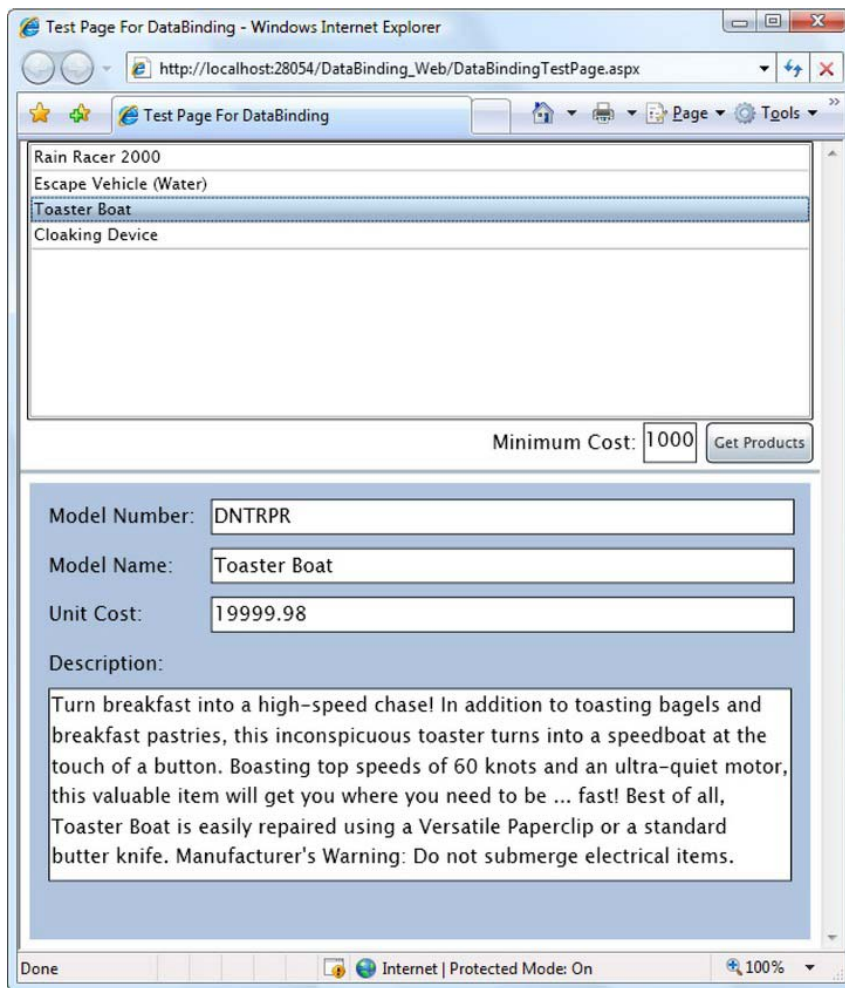 Test Page For DataBinding - Windows Internet Explorer
http://localhost:28054/DataBinding_Web/DataBindingTestPage.aspx
Test Page For DataBinding
Page
Tools
Rain Racer 2000
Escape Vehicle (Water)
Toaster Boat
Cloaking Device
Minimum Cost: 1000 Get Products
Model Number: DNTRPR
Model Name: Toaster Boat
Unit Cost: 19999.98
Description:
Turn breakfast into a high-speed chase! In addition to toasting bagels and
breakfast pastries, this inconspicuous toaster turns into a speedboat at the
touch of a button. Boasting top speeds of 60 knots and an ultra-quiet motor,
this valuable item will get you where you need to be ... fast! Best of all,
Toaster Boat is easily repaired using a Versatile Paperclip or a standard
butter knife. Manufacturer's Warning: Do not submerge electrical items.
Done
Internet | Protected Mode: On
100%